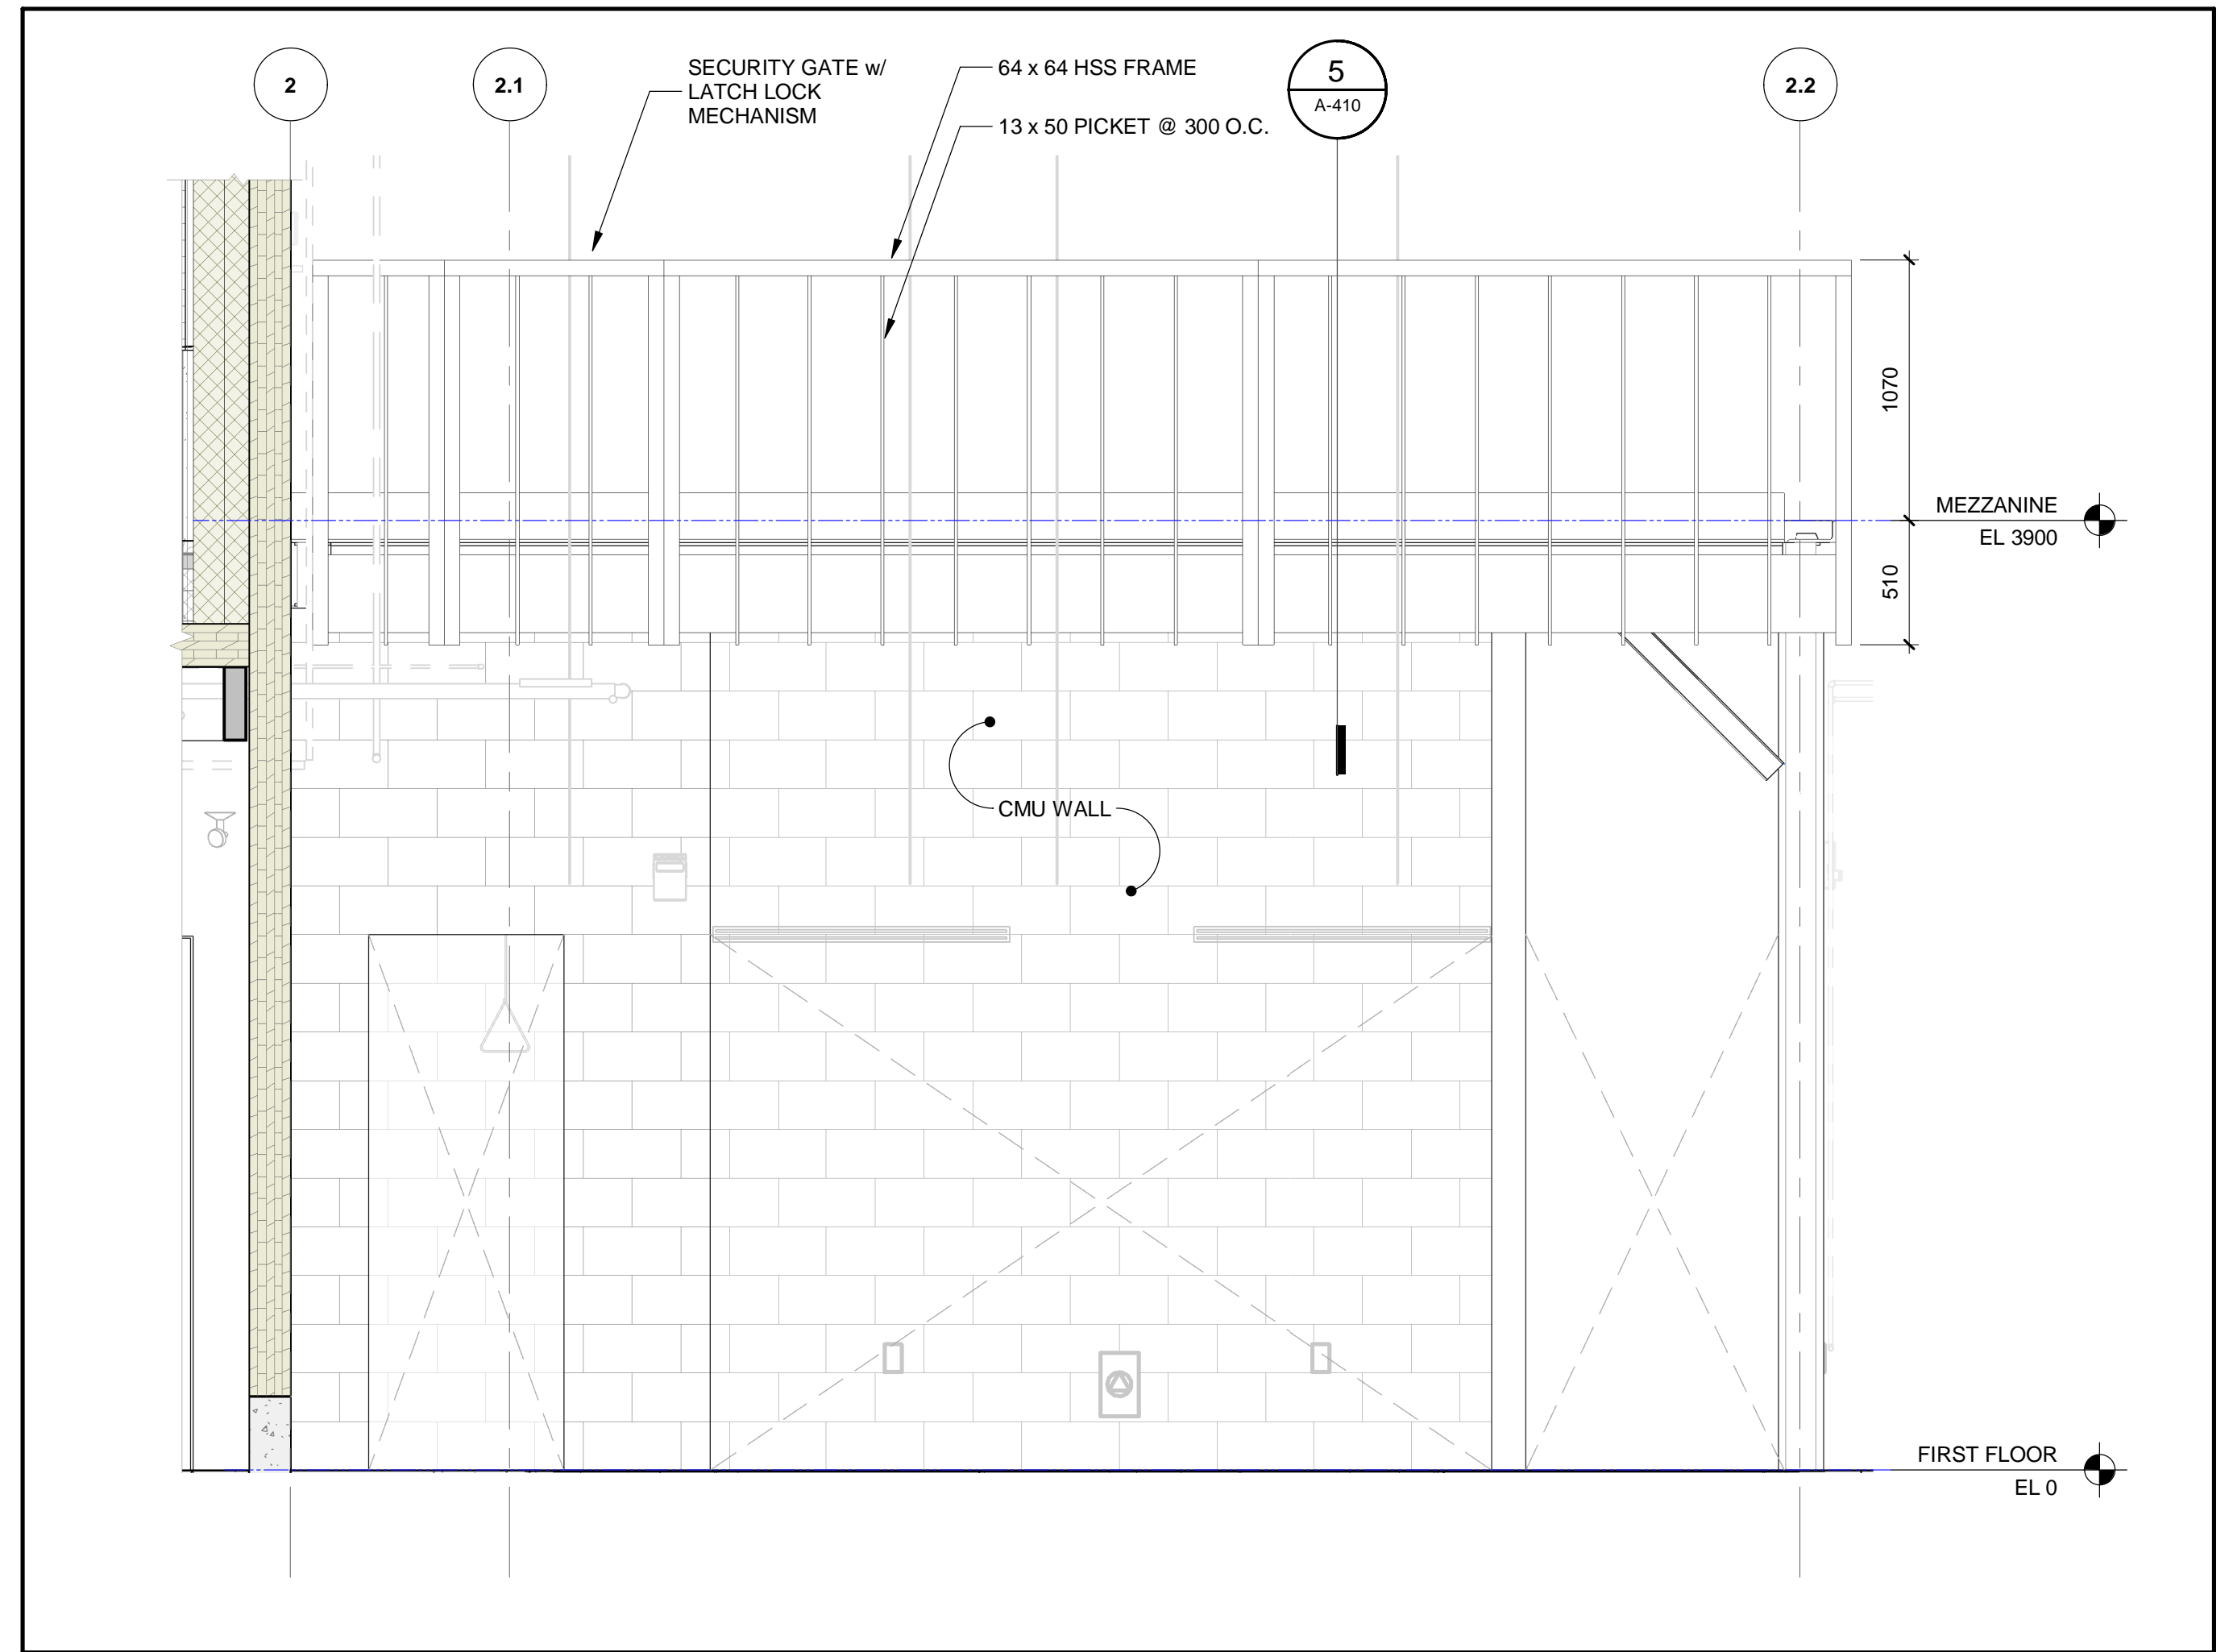 2
2.1
SECURITY GATE w/
LATCH LOCK
MECHANISM
64 x 64 HSS FRAME
13 x 50 PICKET @ 300 O.C.
5
A-410
2.2
1070
MEZZANINE
EL 3900
510
CMU WALL
FIRST FLOOR
EL 0